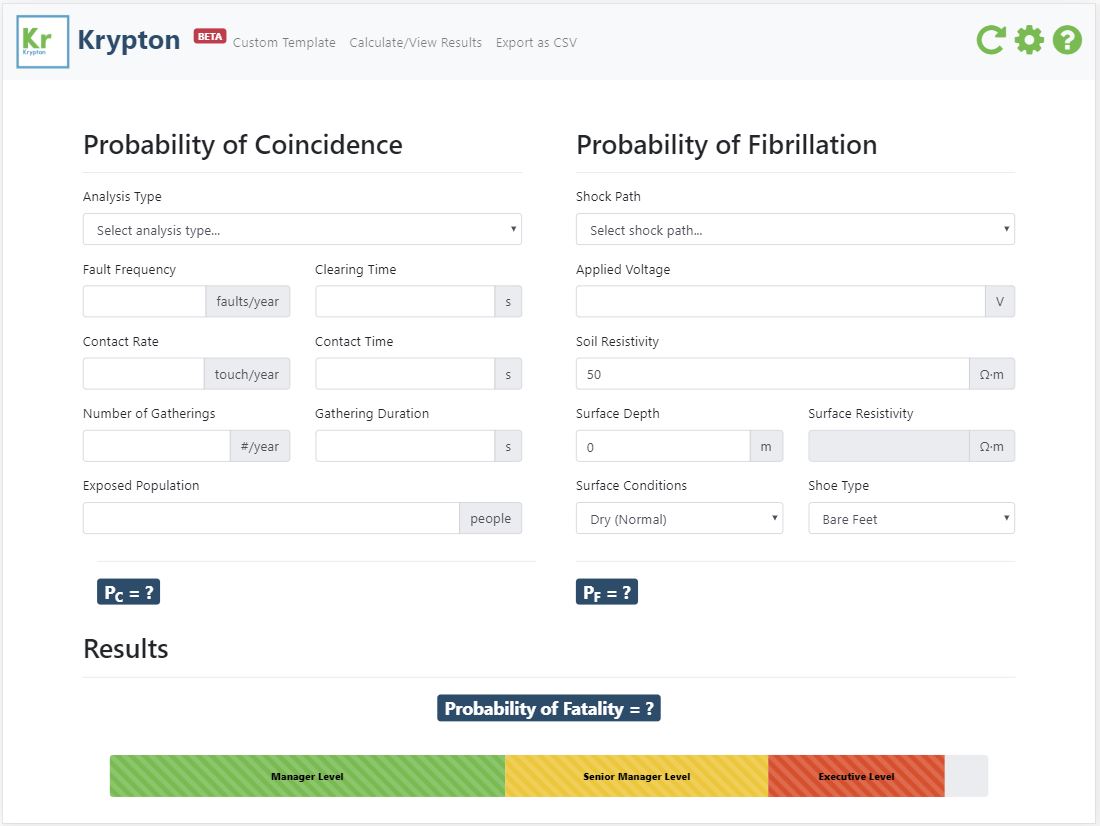 Kr
Krypton
Krypton BETA Custom Template Calculate/View Results Export as CSV
Probability of Coincidence
Analysis Type
Select analysis type...
Fault Frequency Clearing Time
faults/year s
Contact Rate Contact Time
touch/year s
Number of Gatherings Gathering Duration
#/year s
Exposed Population
people
PC = ?
Probability of Fibrillation
Shock Path
Select shock path...
Applied Voltage
V
Soil Resistivity
50 Ω·m
Surface Depth Surface Resistivity
0 m Ω·m
Surface Conditions Shoe Type
Dry (Normal) Bare Feet
PF = ?
Results
Probability of Fatality = ?
Manager Level Senior Manager Level Executive Level